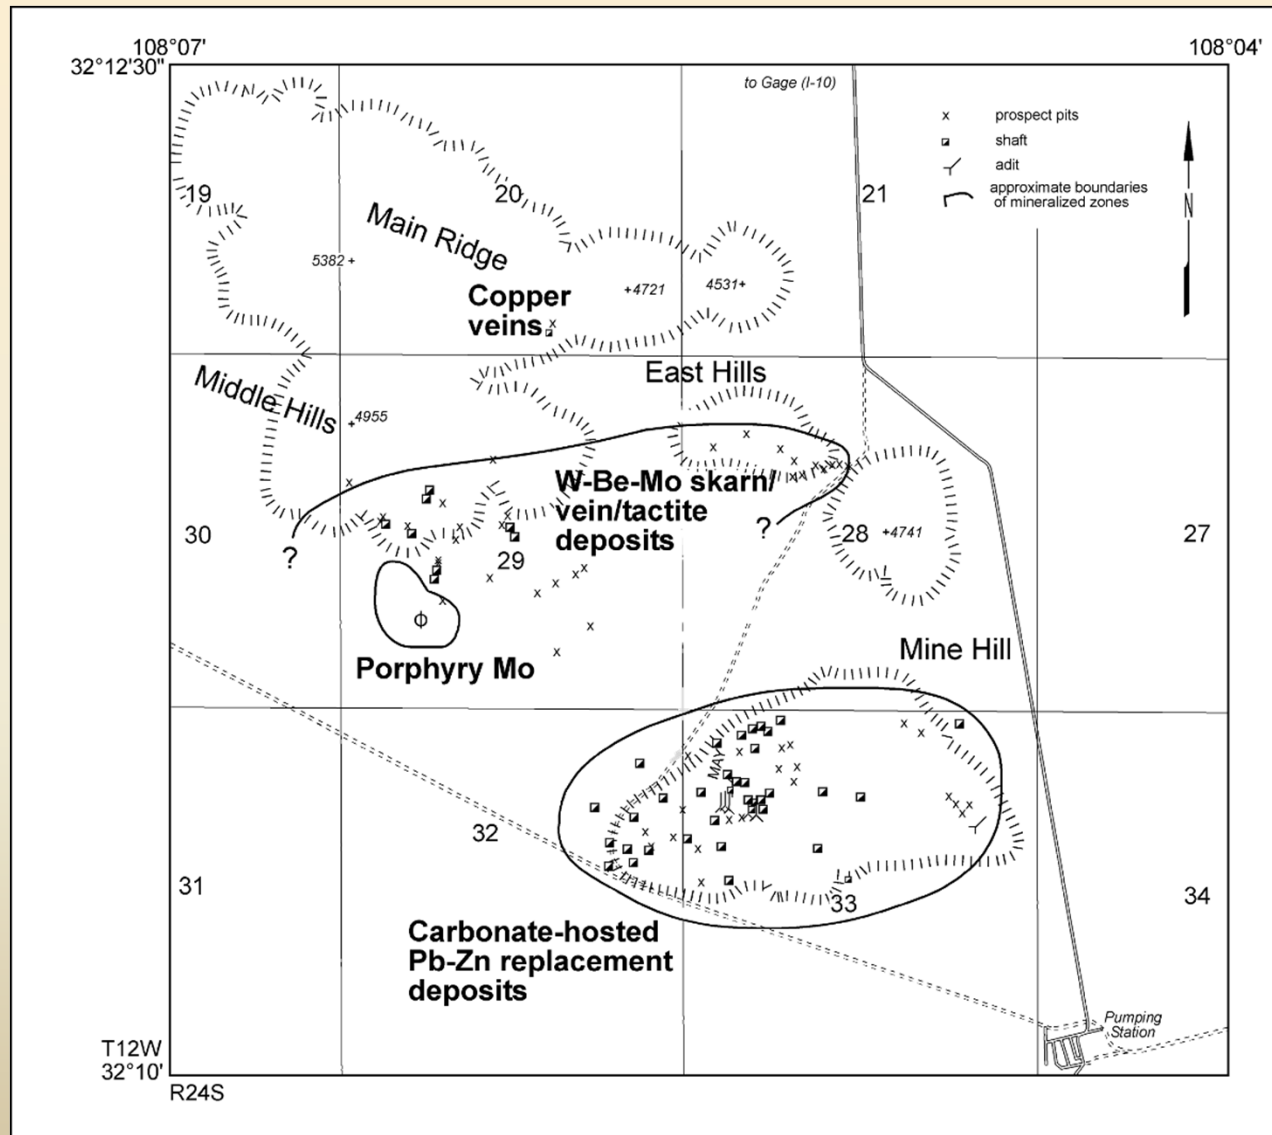 108°07'
108°04'
32°12'30"
to Gage (I-10)
x prospect pits
shaft
adit
approximate boundaries
of mineralized zones
N
19
20
21
Main Ridge
5382 +
+4721
4531+
Copper
veins
x
East Hills
Middle Hills
+4955
W-Be-Mo skarn/
vein/tactite
deposits
?
?
30
29
28
+4741
27
Mine Hill
Porphyry Mo
MAY
32
31
33
34
Carbonate-hosted
Pb-Zn replacement
deposits
Pumping
Station
T12W
32°10'
R24S